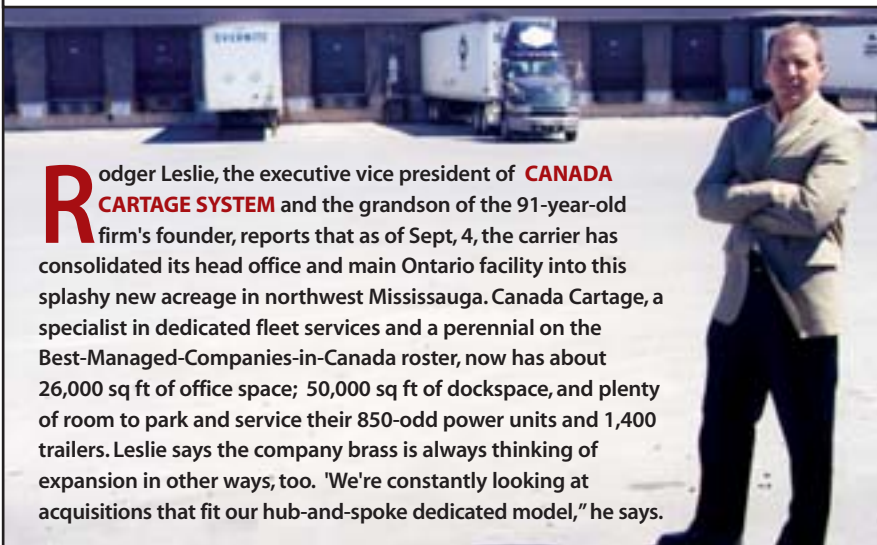 OVERNITE
Rodger Leslie, the executive vice president of CANADA
CARTAGE SYSTEM and the grandson of the 91-year-old
firm's founder, reports that as of Sept, 4, the carrier has
consolidated its head office and main Ontario facility into this
splashy new acreage in northwest Mississauga. Canada Cartage, a
specialist in dedicated fleet services and a perennial on the
Best-Managed-Companies-in-Canada roster, now has about
26,000 sq ft of office space; 50,000 sq ft of dockspace, and plenty
of room to park and service their 850-odd power units and 1,400
trailers. Leslie says the company brass is always thinking of
expansion in other ways, too. 'We're constantly looking at
acquisitions that fit our hub-and-spoke dedicated model,” he says.